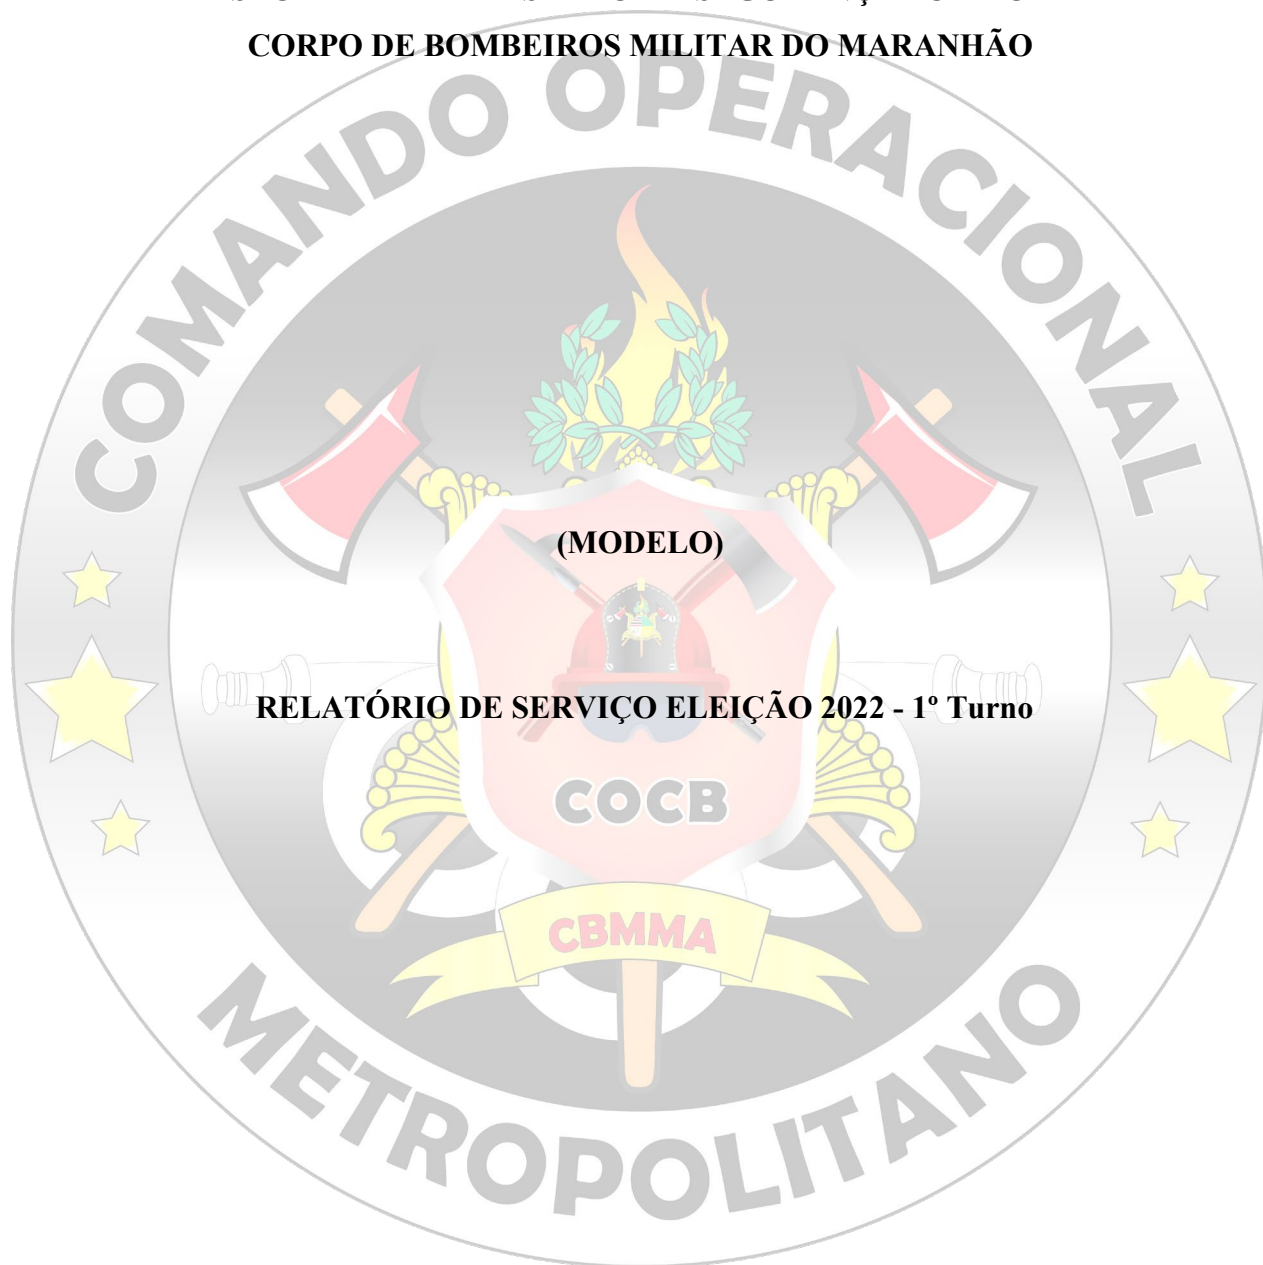 CORPO DE BOMBEIROS MILITAR DO MARANHÃO
COMANDO OPERACIONAL
(MODELO)
RELATÓRIO DE SERVIÇO ELEIÇÃO 2022 - 1º Turno
COCB
CBMMA
METROPOLITANO